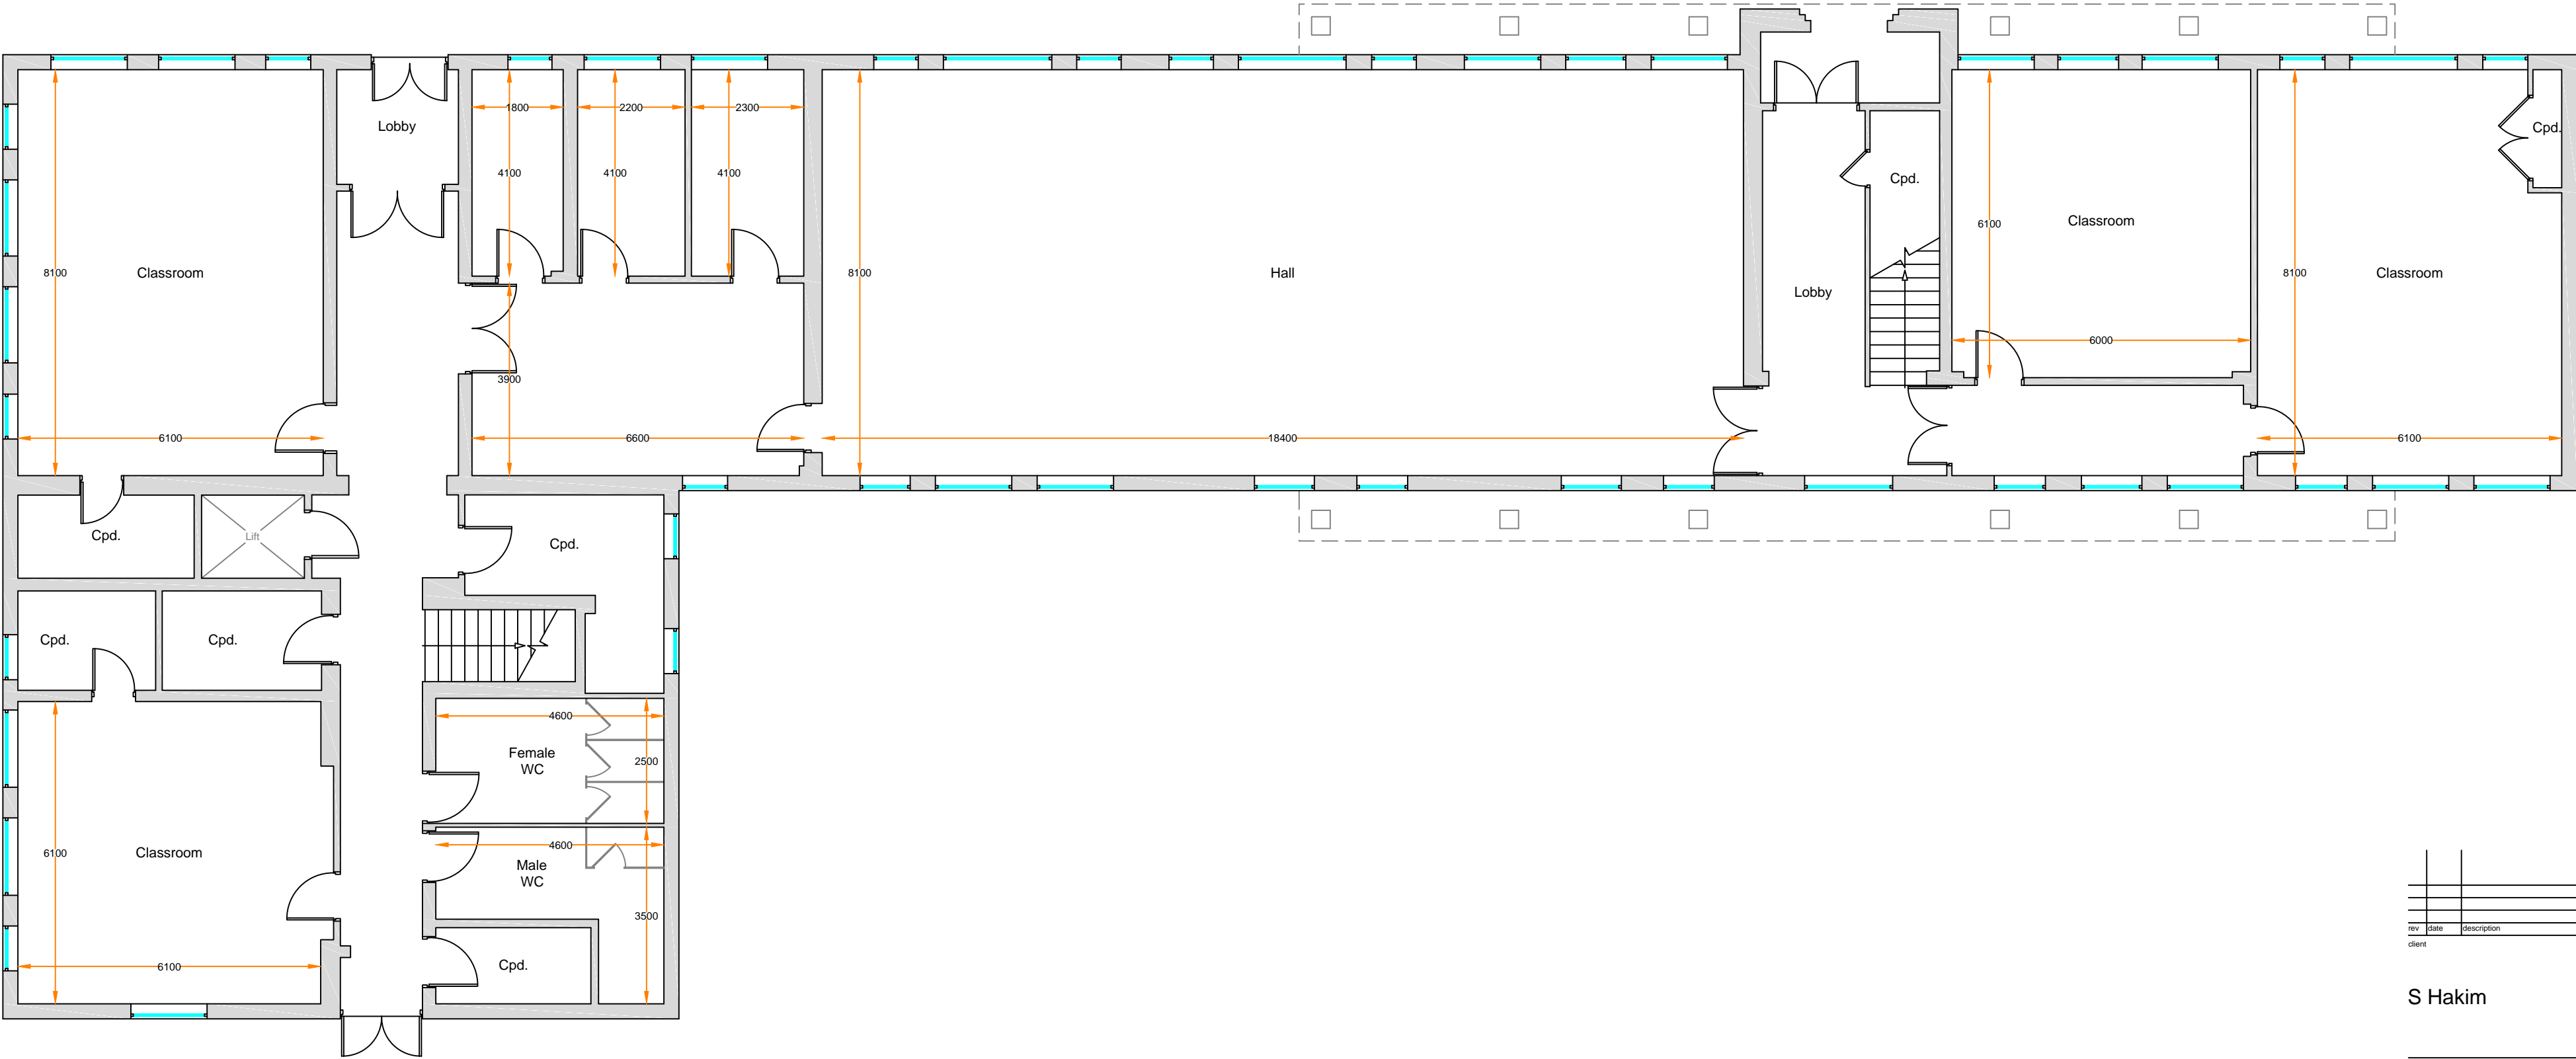 1800
2200
2300
Lobby
Cpd.
4100
4100
4100
Cpd.
Classroom
6100
8100
Classroom
8100
Hall
8100
Classroom
Lobby
6000
3900
6100
6600
18400
6100
Cpd.
Lift
Cpd.
Cpd.
Cpd.
4600
Female
WC
2500
6100
Classroom
4600
Male
WC
3500
6100
Cpd.
rev date description
client
S Hakim